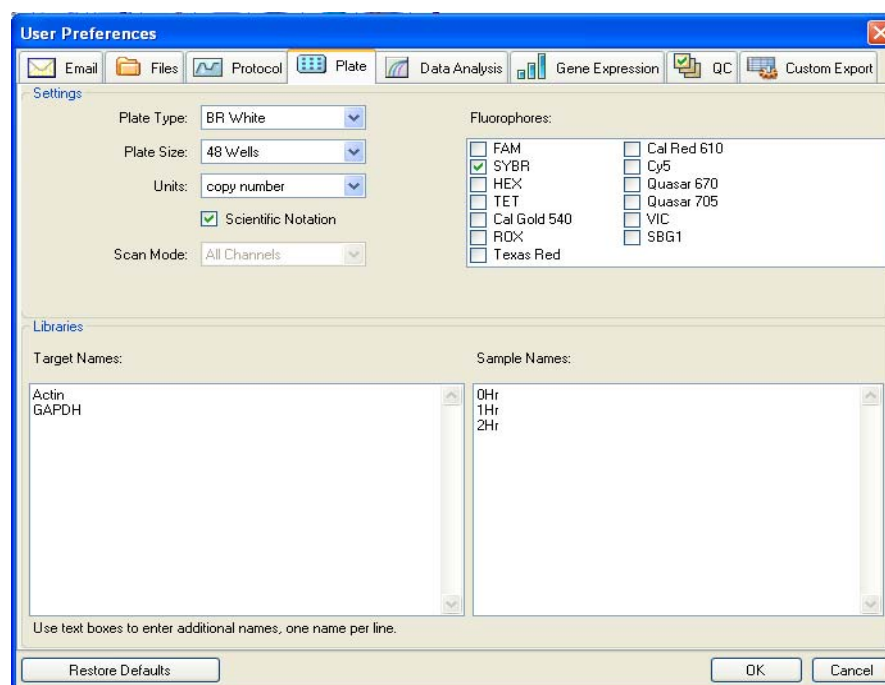 User Preferences
Email Files Protocol Plate Data Analysis Gene Expression QC Custom Export
Settings
Plate Type: BR White
Plate Size: 48 Wells
Units: copy number
Scientific Notation
Scan Mode: All Channels
Fluorophores:
FAM Cal Red 610
SYBR Cy5
HEX Quasar 670
TET Quasar 705
Cal Gold 540 VIC
ROX SBG1
Texas Red
Libraries
Target Names:
Actin
GAPDH
Sample Names:
0Hr
1Hr
2Hr
Use text boxes to enter additional names, one name per line.
Restore Defaults OK Cancel